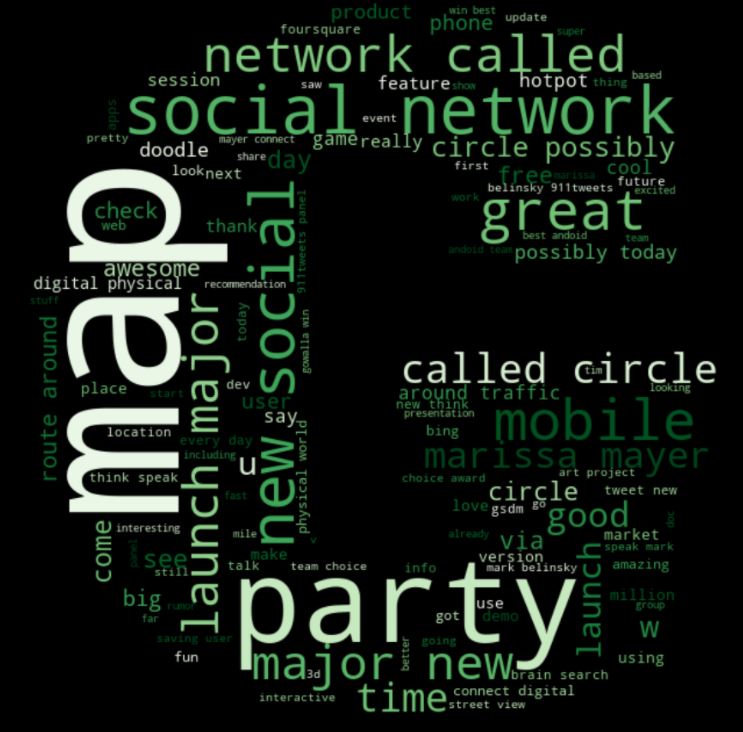 product
win best
update
foursquare
phone
super
network called
session
saw
feature
show
hotpot
thing
based
apps
social network
event
pretty
mayer connect
game
really
doodle
share
day
circle possibly
look
next
first
free
marissa
cool
belinsky 911tweets
future
excited
map
check
web
thank
new social
911tweets panel
work
great
best andoid
team
andoid team
possibly today
awesome
digital physical
recommendation
stuff
route around
launch major
today
gowalla win
called circle
tim
looking
place
start
dev
user
around traffic
new think
presentation
mobile
say
location
every day
physical world
bing
marissa mayer
including
u
think speak
choice award
art project
circle
tweet new
fast
love
gsdm
go
good
doc
come
interesting
mile
<
already
via
market
speak mark
panel
see
make
version
launch
still
talk
team choice
info
mark belinsky
amazing
big
rumor
party
use
million
far
got
demo
group
saving user
w
going
better
fun
major new
3d
brain search
using
interactive
time
connect digital
street view